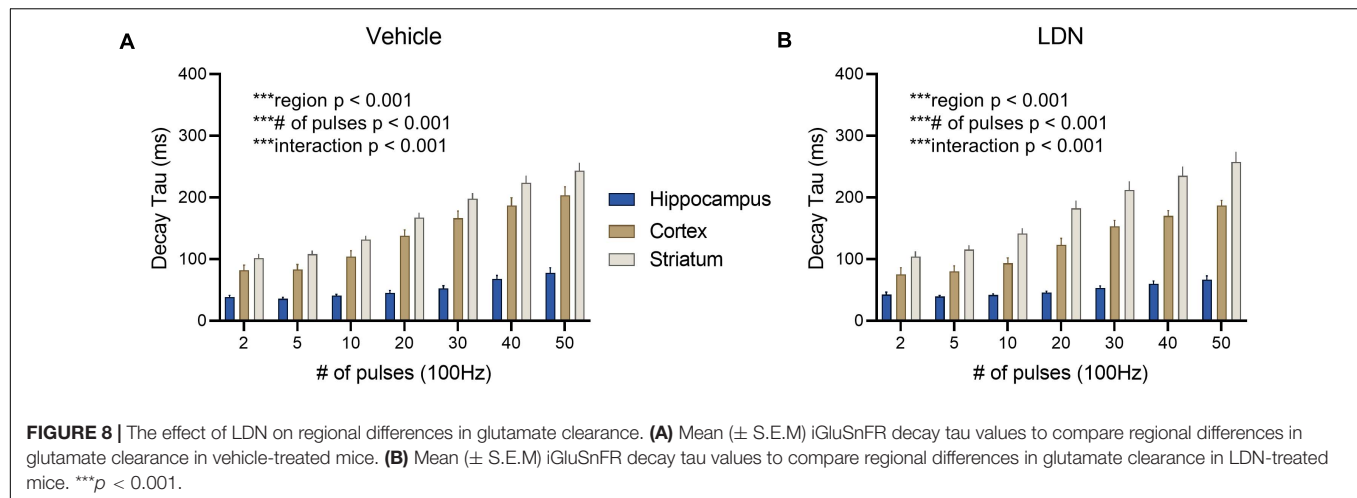 A
Vehicle
Decay Tau (ms)
400
300
200
100
0
***region p < 0.001
***# of pulses p < 0.001
***interaction p < 0.001
2 5 10 20 30 40 50
# of pulses (100Hz)
Hippocampus
Cortex
Striatum
B
LDN
Decay Tau (ms)
400
300
200
100
0
***region p < 0.001
***# of pulses p < 0.001
***interaction p < 0.001
2 5 10 20 30 40 50
# of pulses (100Hz)
FIGURE 8 | The effect of LDN on regional differences in glutamate clearance. (A) Mean (± S.E.M) iGluSnFR decay tau values to compare regional differences in
glutamate clearance in vehicle-treated mice. (B) Mean (± S.E.M) iGluSnFR decay tau values to compare regional differences in glutamate clearance in LDN-treated
mice. ***p < 0.001.